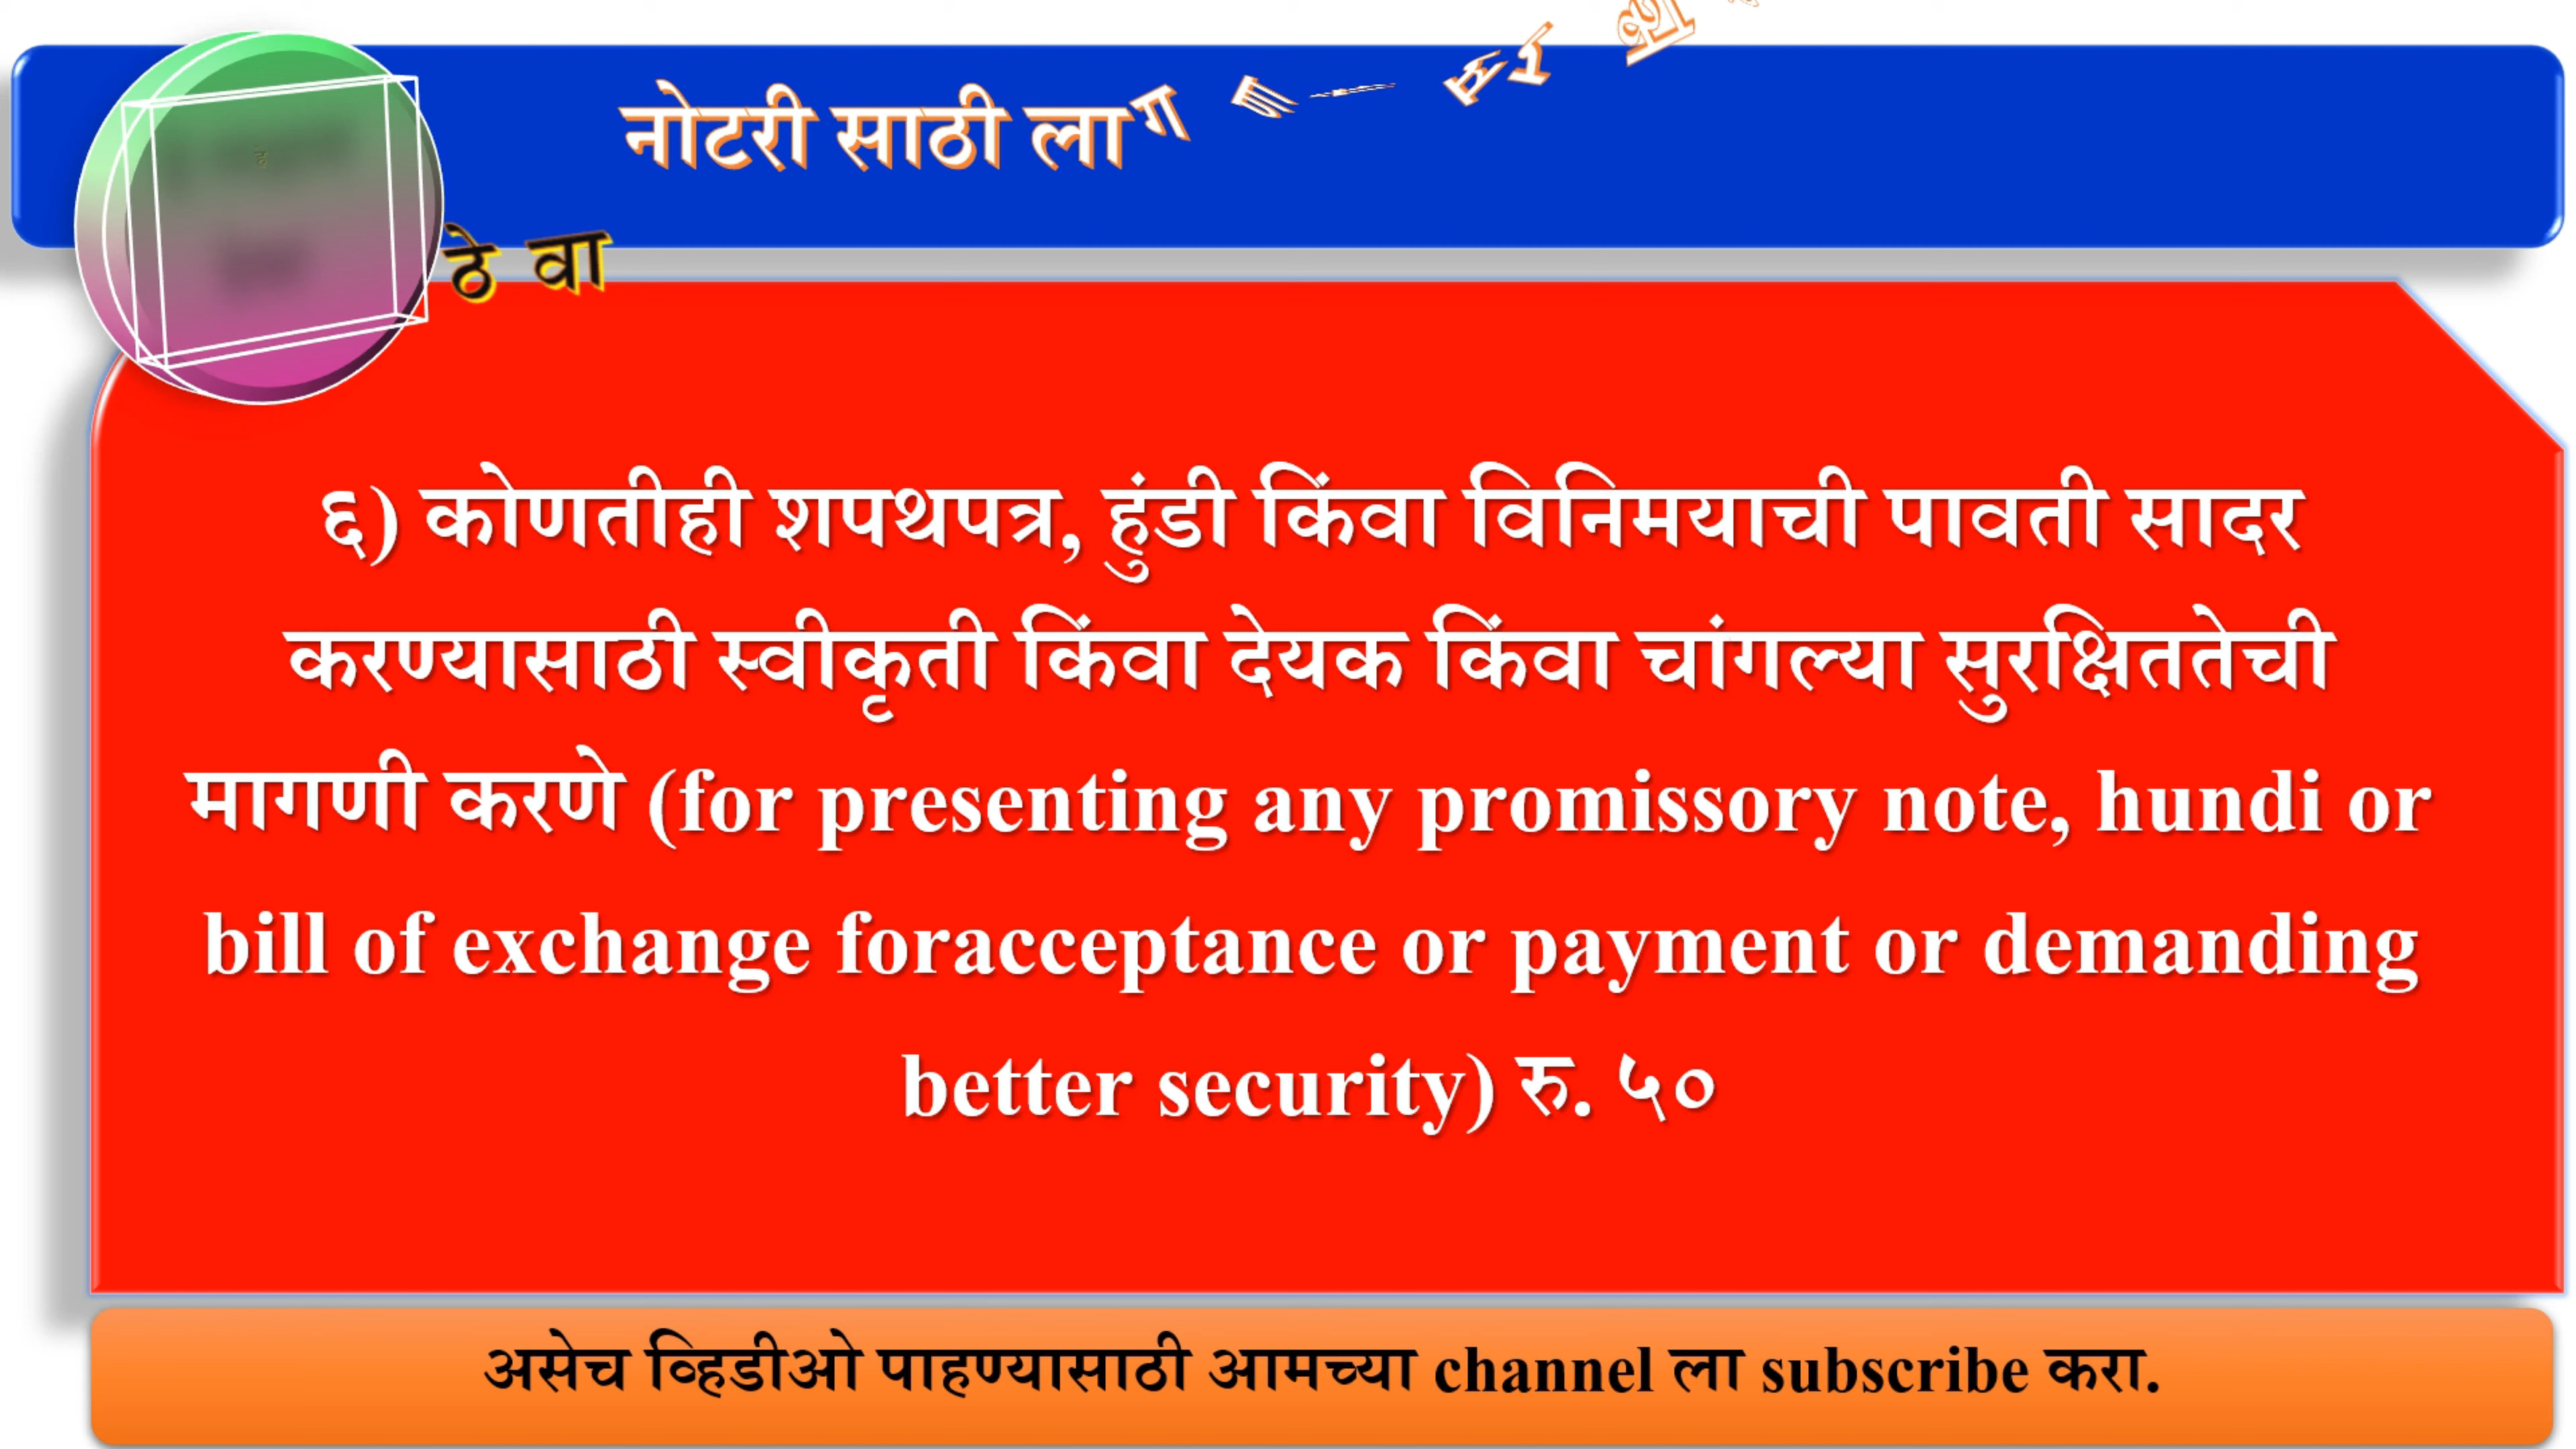 नोटरी साठी
ठेवा
६) कोणतीही शपथपत्र, हुंडी किंवा विनिमयाची पावती सादर
करण्यासाठी स्वीकृती किंवा देयक किंवा चांगल्या सुरक्षिततेची
मागणी करणे (for presenting any promissory note, hundi or
bill of exchange foracceptance or payment or demanding
better security) रु. ५०
असेच व्हिडीओ पाहण्यासाठी आमच्या channel ला subscribe करा.